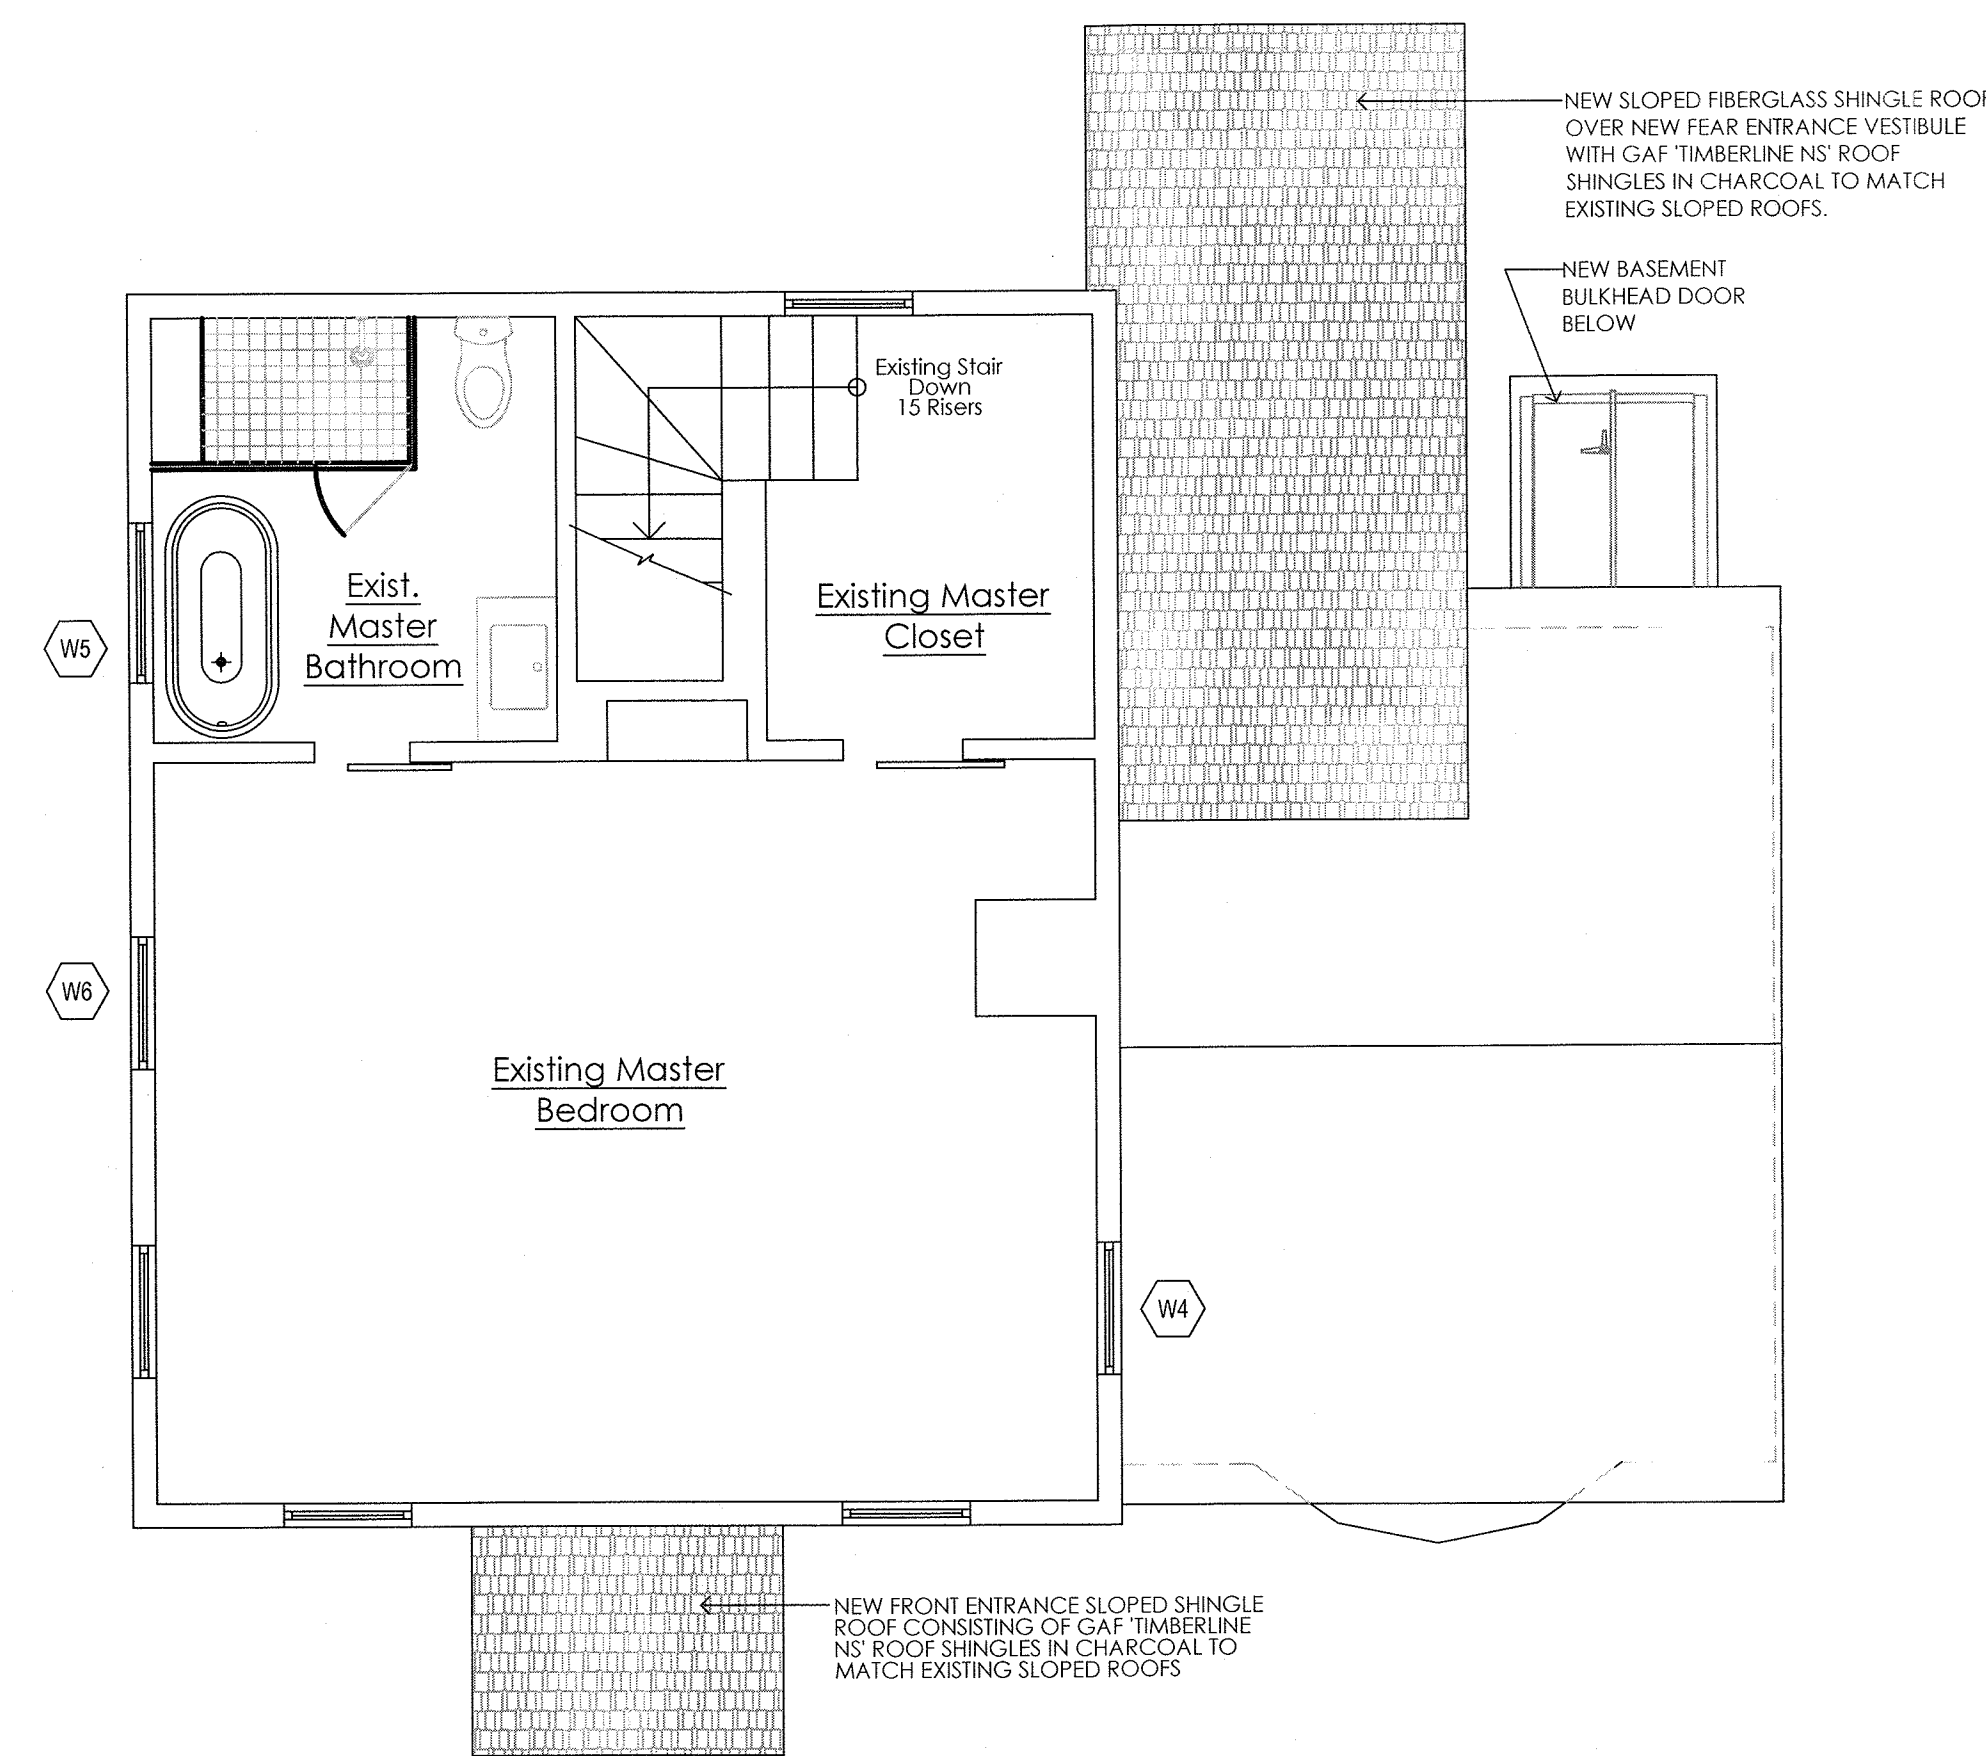 NEW SLOPED FIBERGLASS SHINGLE ROOF
OVER NEW FEAR ENTRANCE VESTIBULE
WITH GAF 'TIMBERLINE NS' ROOF
SHINGLES IN CHARCOAL TO MATCH
EXISTING SLOPED ROOFS.
NEW BASEMENT
BULKHEAD DOOR
BELOW
Existing Stair
Down
15 Risers
Exist.
Master
Bathroom
Existing Master
Closet
W5
W6
Existing Master
Bedroom
W4
NEW FRONT ENTRANCE SLOPED SHINGLE
ROOF CONSISTING OF GAF 'TIMBERLINE
NS' ROOF SHINGLES IN CHARCOAL TO
MATCH EXISTING SLOPED ROOFS